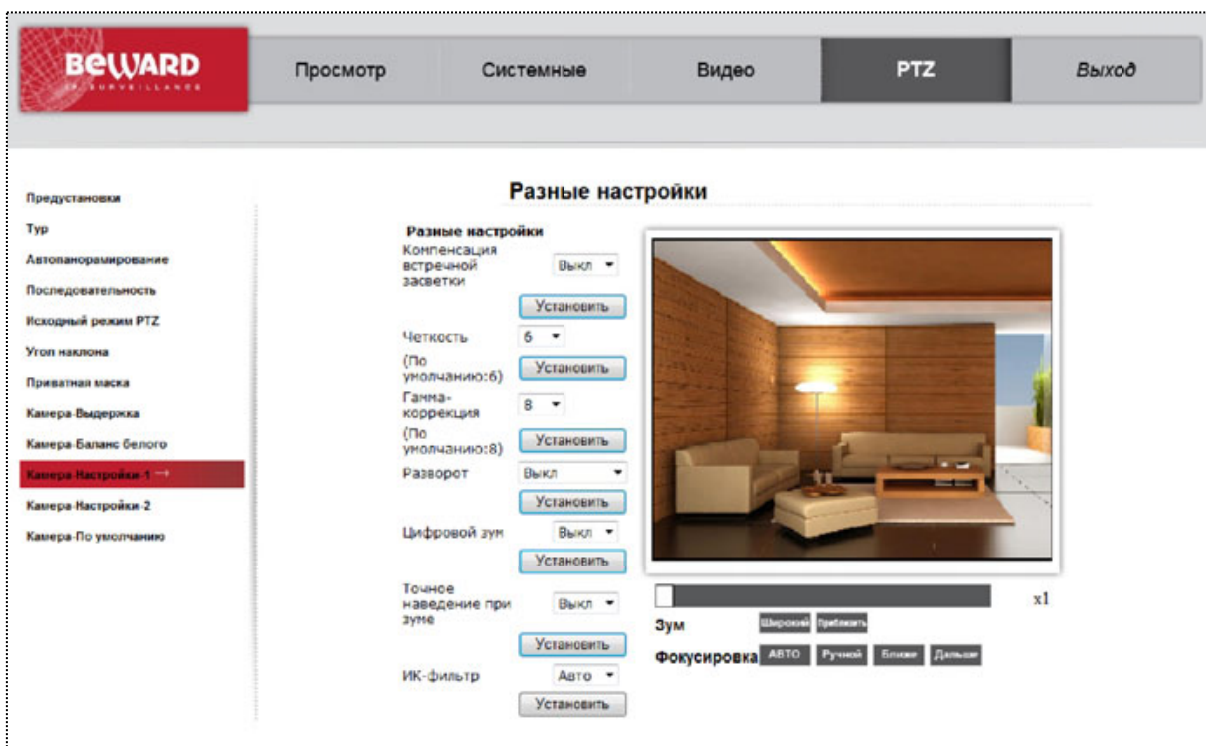 BEWARD
IP SURVEILLANCE
Просмотр
Системные
Видео
PTZ
Выход
Предустановки
Тур
Автопанорамирование
Последовательность
Исходный режим PTZ
Угол наклона
Приватная маска
Камера-Выдержка
Камера-Баланс белого
Камера-Настройки-1 →
Камера-Настройки-2
Камера-По умолчанию
Разные настройки
Разные настройки
Компенсация
встречной
засветки
Выкл
Установить
Четкость
6
(По
умолчанию:6)
Установить
Гамма-
коррекция
8
(По
умолчанию:8)
Установить
Разворот
Выкл
Установить
Цифровой зум
Выкл
Установить
Точное
наведение при
зуме
Выкл
Установить
ИК-фильтр
Авто
Установить
x1
Зум
Широкий
Приблизить
Фокусировка
АВТО
Ручной
Ближе
Дальше